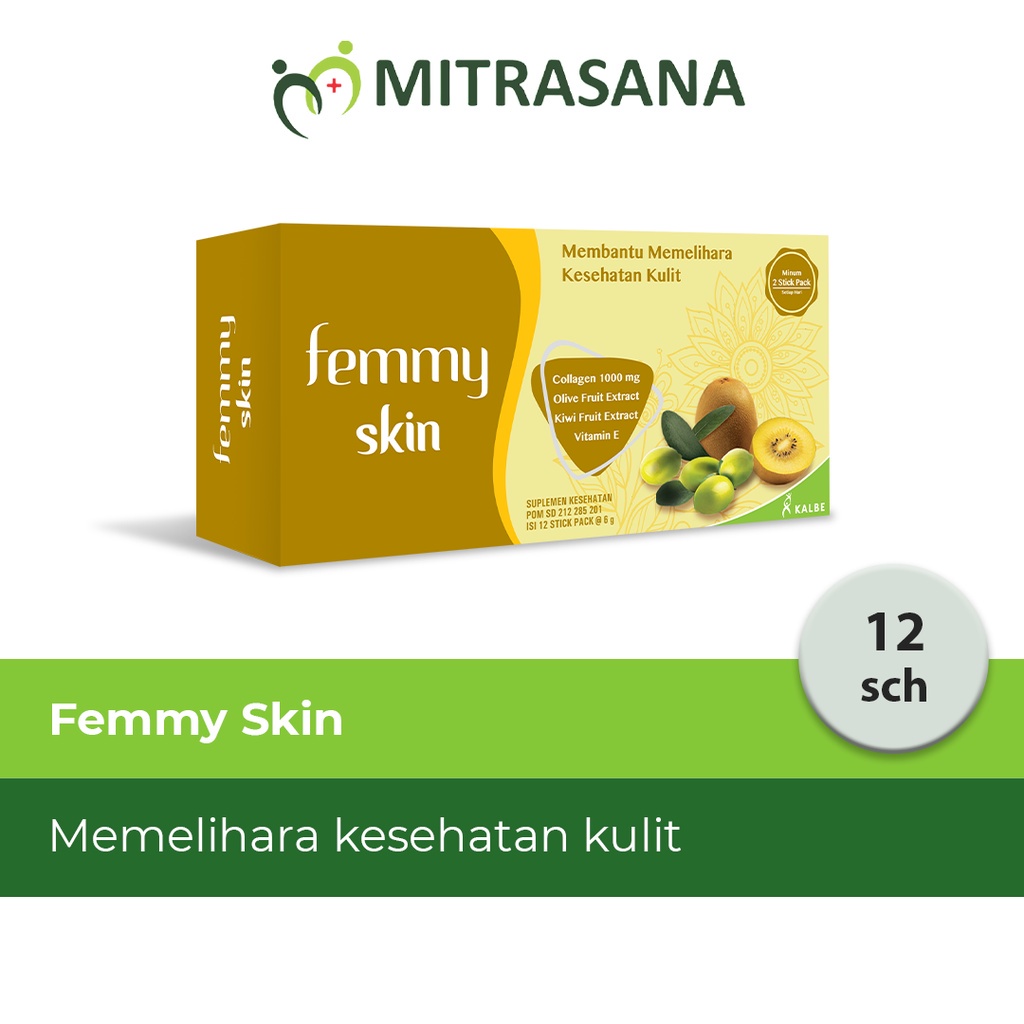 MITRASANA
femmy
skin
femmy
skin
Membantu Memelihara
Kesehatan Kulit
Minum
2 Stick Pack
Setiap Hari
Collagen 1000 mg
Olive Fruit Extract
Kiwi Fruit Extract
Vitamin E
SUPLEMEN KESEHATAN
POM SD 212 285 201
ISI 12 STICK PACK @ 6 g
KALBE
12
sch
Femmy Skin
Memelihara kesehatan kulit